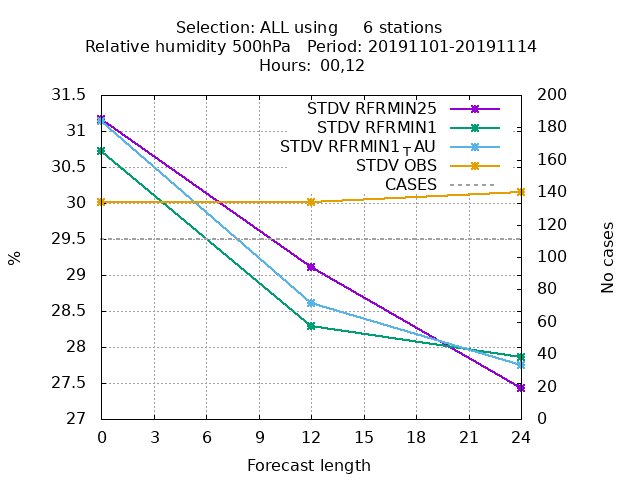 Selection: ALL using     6 stations
Relative humidity 500hPa   Period: 20191101-20191114
Hours:  00,12
STDV RFRMIN25
STDV RFRMIN1
STDV RFRMIN1┬AU
STDV OBS
CASES
31.5
31
30.5
30
29.5
29
28.5
28
27.5
27
200
180
160
140
120
100
80
60
40
20
0
%
No cases
0 3 6 9 12 15 18 21 24
Forecast length